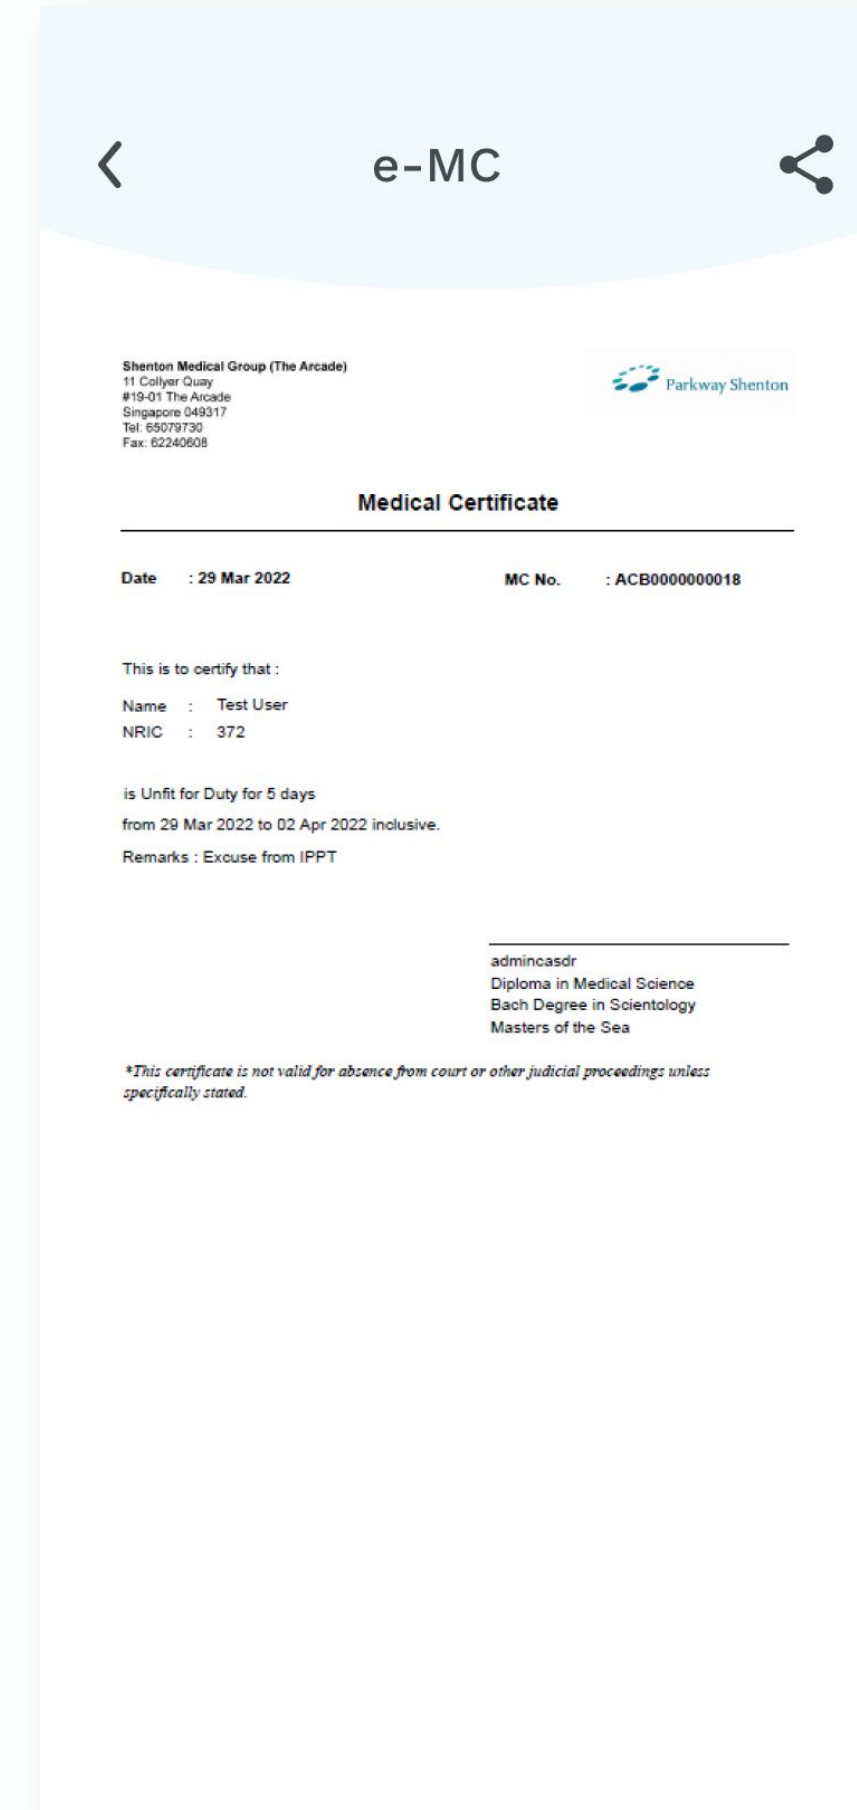 e-MC
Shenton Medical Group (The Arcade)
11 Collyer Quay
#19-01 The Arcade
Singapore 049317
Tel: 65079730
Fax: 62240608
Parkway Shenton
Medical Certificate
Date : 29 Mar 2022 MC No. : ACB0000000018
This is to certify that :
Name : Test User
NRIC : 372
is Unfit for Duty for 5 days
from 29 Mar 2022 to 02 Apr 2022 inclusive.
Remarks : Excuse from IPPT
admincasdr
Diploma in Medical Science
Bach Degree in Scientology
Masters of the Sea
*This certificate is not valid for absence from court or other judicial proceedings unless
specifically stated.